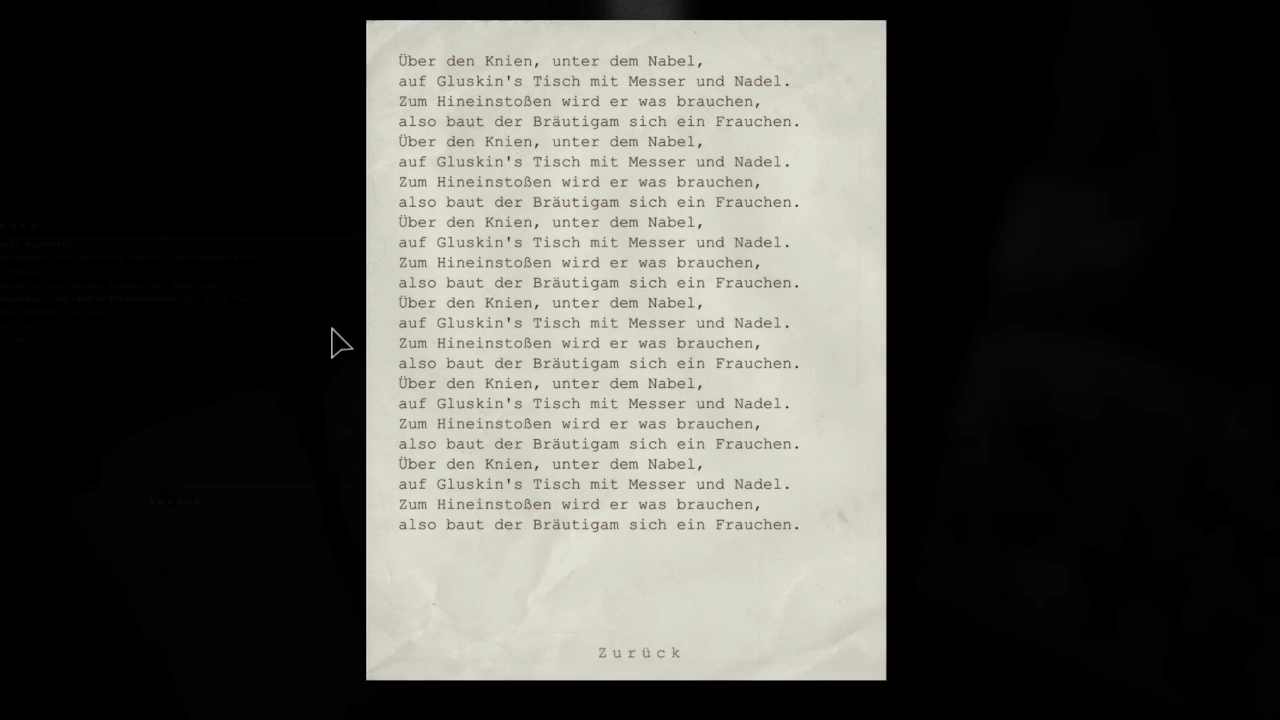 Über den Knien, unter dem Nabel,
auf Gluskin's Tisch mit Messer und Nadel.
Zum Hineinstoßen wird er was brauchen,
also baut der Bräutigam sich ein Frauchen.
Über den Knien, unter dem Nabel,
auf Gluskin's Tisch mit Messer und Nadel.
Zum Hineinstoßen wird er was brauchen,
also baut der Bräutigam sich ein Frauchen.
Über den Knien, unter dem Nabel,
auf Gluskin's Tisch mit Messer und Nadel.
Zum Hineinstoßen wird er was brauchen,
also baut der Bräutigam sich ein Frauchen.
Über den Knien, unter dem Nabel,
auf Gluskin's Tisch mit Messer und Nadel.
Zum Hineinstoßen wird er was brauchen,
also baut der Bräutigam sich ein Frauchen.
Über den Knien, unter dem Nabel,
auf Gluskin's Tisch mit Messer und Nadel.
Zum Hineinstoßen wird er was brauchen,
also baut der Bräutigam sich ein Frauchen.
Über den Knien, unter dem Nabel,
auf Gluskin's Tisch mit Messer und Nadel.
Zum Hineinstoßen wird er was brauchen,
also baut der Bräutigam sich ein Frauchen.
Zurück
Zurück